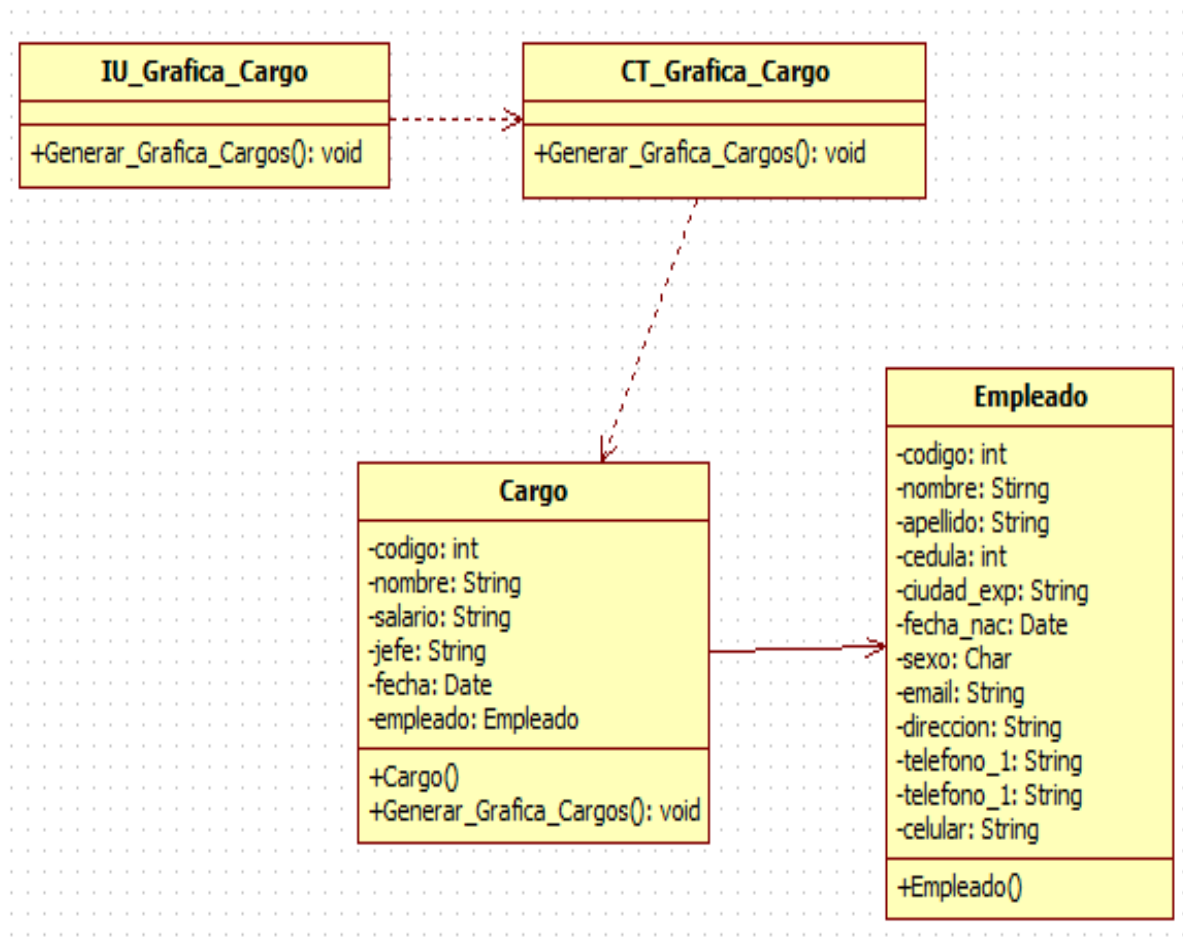 IU_Grafica_Cargo
+Generar_Grafica_Cargos(): void
CT_Grafica_Cargo
+Generar_Grafica_Cargos(): void
Cargo
-codigo: int
-nombre: String
-salario: String
-jefe: String
-fecha: Date
-empleado: Empleado
+Cargo()
+Generar_Grafica_Cargos(): void
Empleado
-codigo: int
-nombre: Stirng
-apellido: String
-cedula: int
-ciudad_exp: String
-fecha_nac: Date
-sexo: Char
-email: String
-direccion: String
-telefono_1: String
-telefono_1: String
-celular: String
+Empleado()